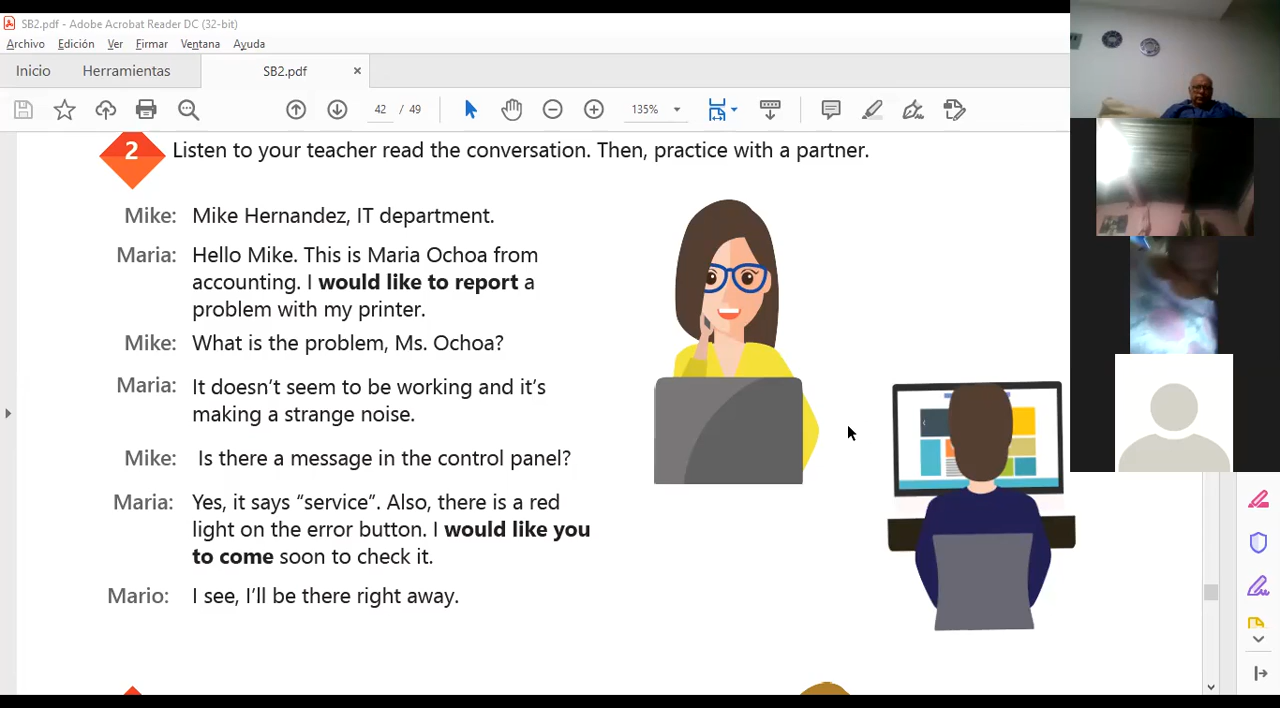 SB2.pdf - Adobe Acrobat Reader DC (32-bit)
Archivo Edición Ver Firmar Ventana Ayuda
Inicio Herramientas SB2.pdf ×
42 / 49 135%
2 Listen to your teacher read the conversation. Then, practice with a partner.
Mike: Mike Hernandez, IT department.
Maria: Hello Mike. This is Maria Ochoa from
accounting. I would like to report a
problem with my printer.
Mike: What is the problem, Ms. Ochoa?
Maria: It doesn’t seem to be working and it’s
making a strange noise.
Mike: Is there a message in the control panel?
Maria: Yes, it says “service”. Also, there is a red
light on the error button. I would like you
to come soon to check it.
Mario: I see, I’ll be there right away.